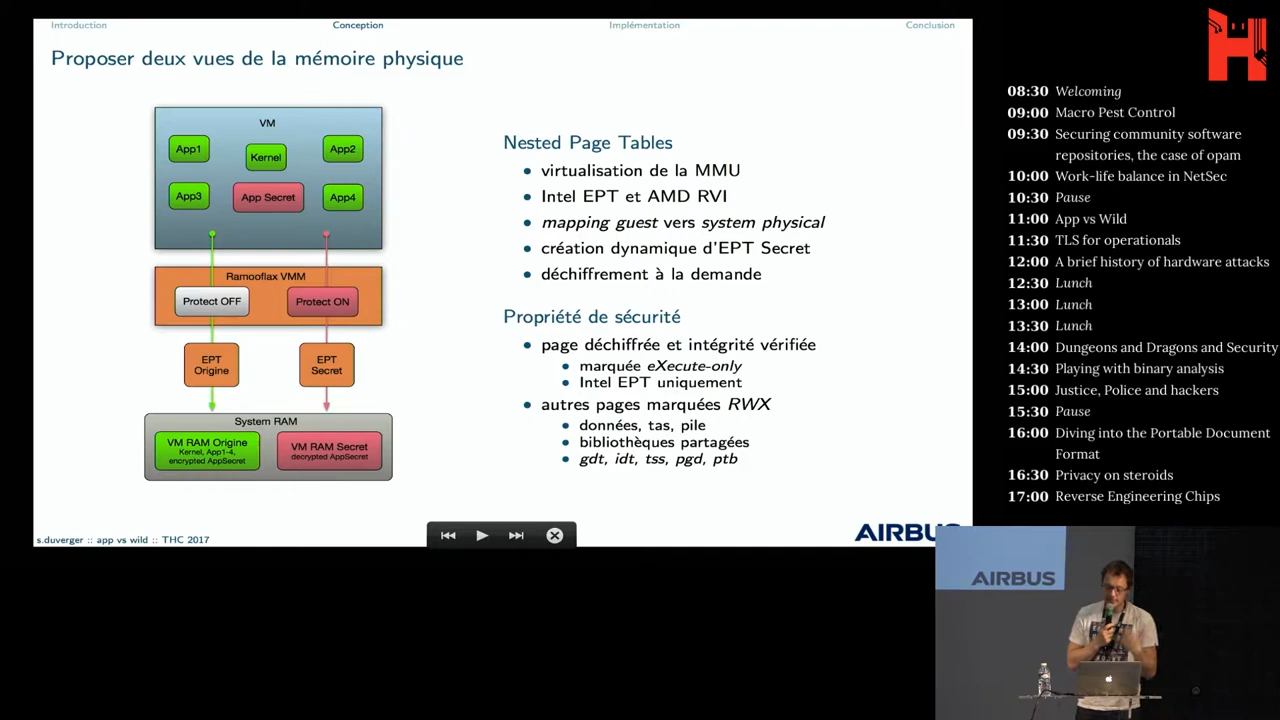 Introduction
Conception
Implémentation
Conclusion
Proposer deux vues de la mémoire physique
VM
App1
Kernel
App2
App3
App Secret
App4
Ramooflax VMM
Protect OFF
Protect ON
EPT
Origine
EPT
Secret
System RAM
VM RAM Origine
Kernel, App1-4,
encrypted AppSecret
VM RAM Secret
decrypted AppSecret
Nested Page Tables
• virtualisation de la MMU
• Intel EPT et AMD RVI
• mapping guest vers system physical
• création dynamique d'EPT Secret
• déchiffrement à la demande
Propriété de sécurité
• page déchiffrée et intégrité vérifiée
• marquée eXecute-only
• Intel EPT uniquement
• autres pages marquées RWX
• données, tas, pile
• bibliothèques partagées
• gdt, idt, tss, pgd, ptb
s.duverger :: app vs wild :: THC 2017
AIRBUS
08:30 Welcoming
09:00 Macro Pest Control
09:30 Securing community software
repositories, the case of opam
10:00 Work-life balance in NetSec
10:30 Pause
11:00 App vs Wild
11:30 TLS for operationals
12:00 A brief history of hardware attacks
12:30 Lunch
13:00 Lunch
13:30 Lunch
14:00 Dungeons and Dragons and Security
14:30 Playing with binary analysis
15:00 Justice, Police and hackers
15:30 Pause
16:00 Diving into the Portable Document
Format
16:30 Privacy on steroids
17:00 Reverse Engineering Chips
AIRBUS